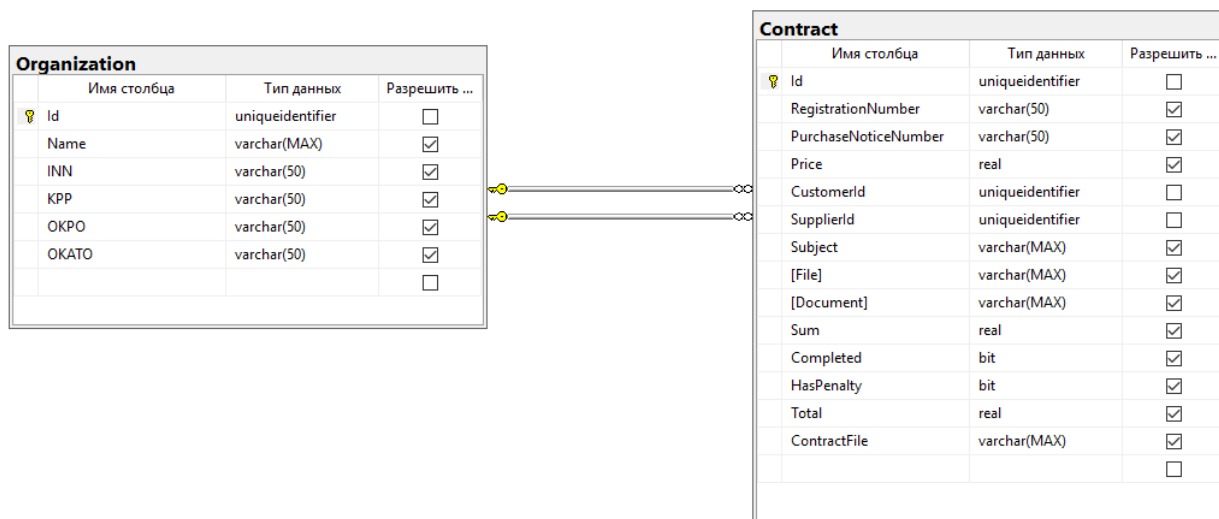 Organization
Имя столбца Тип данных Разрешить ...
Id uniqueidentifier
Name varchar(MAX)
INN varchar(50)
KPP varchar(50)
OKPO varchar(50)
OKATO varchar(50)
Contract
Имя столбца Тип данных Разрешить ...
Id uniqueidentifier
RegistrationNumber varchar(50)
PurchaseNoticeNumber varchar(50)
Price real
CustomerId uniqueidentifier
SupplierId uniqueidentifier
Subject varchar(MAX)
[File] varchar(MAX)
[Document] varchar(MAX)
Sum real
Completed bit
HasPenalty bit
Total real
ContractFile varchar(MAX)